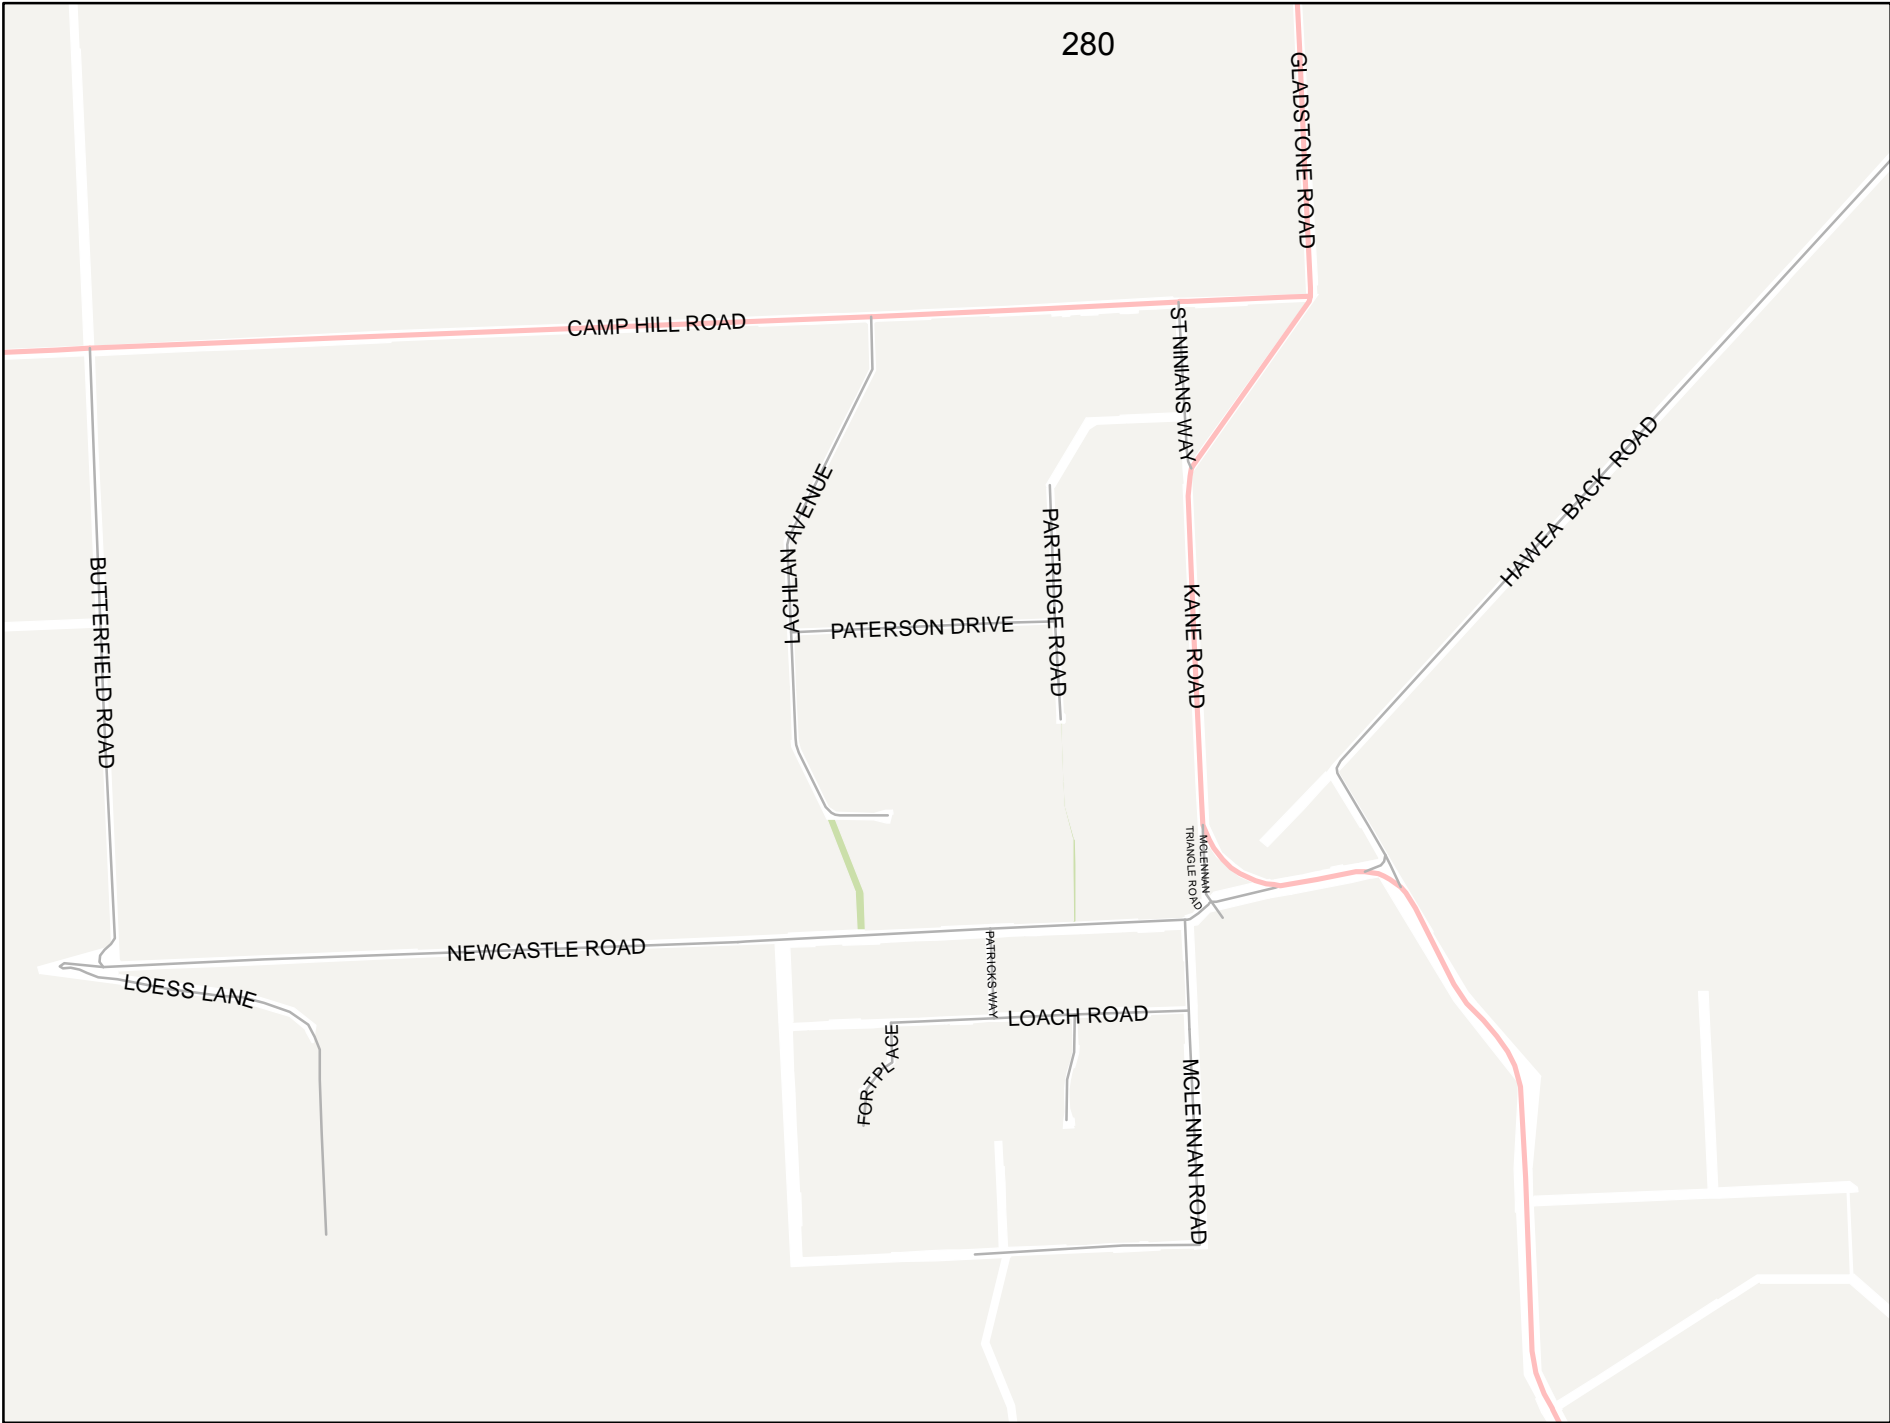 280
GLADSTONE ROAD
CAMP HILL ROAD
ST NINIANS WAY
HAWEA BACK ROAD
LACHLAN AVENUE
PARTRIDGE ROAD
BUTTERFIELD ROAD
KANE ROAD
PATERSON DRIVE
MCLENNAN
TRIANGLE ROAD
NEWCASTLE ROAD
PATRICKS WAY
LOESS LANE
LOACH ROAD
FORT PLACE
MCLENNAN ROAD